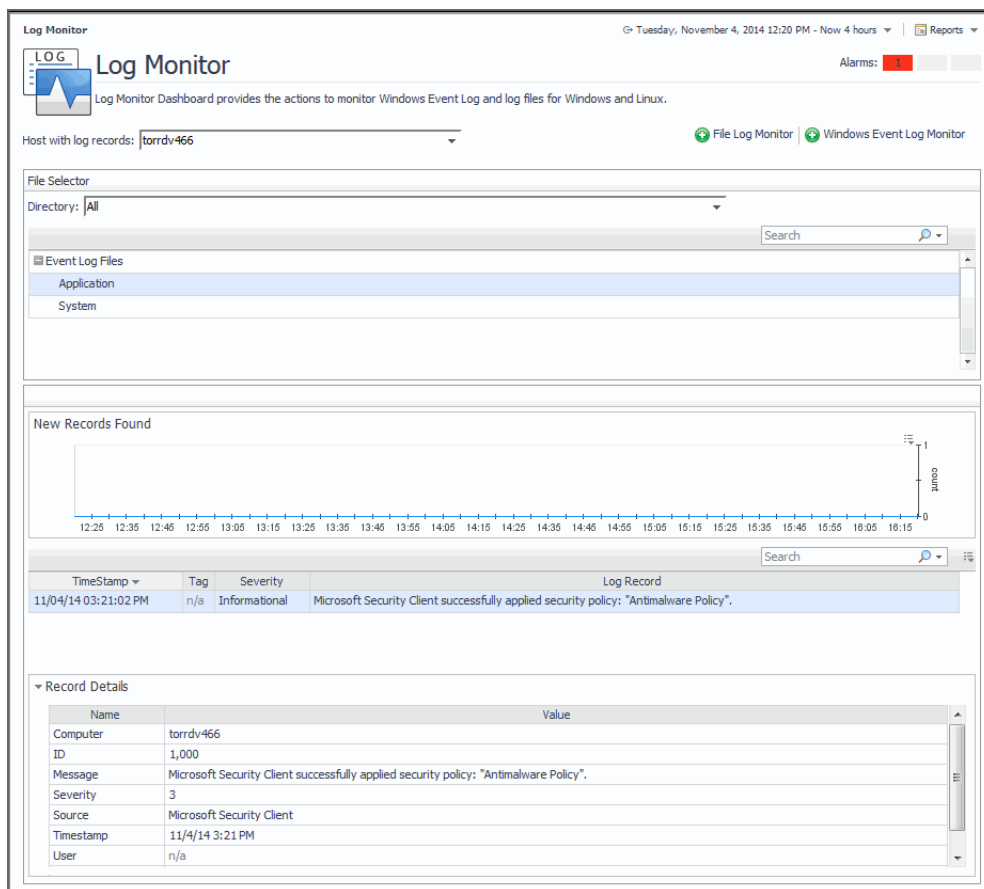 Log Monitor
Tuesday, November 4, 2014 12:20 PM - Now 4 hours
Reports
LOG
Log Monitor
Alarms: 1
Log Monitor Dashboard provides the actions to monitor Windows Event Log and log files for Windows and Linux.
Host with log records: torrdv466
File Log Monitor
Windows Event Log Monitor
File Selector
Directory: All
Search
Event Log Files
Application
System
New Records Found
1
count
0
12:25 12:35 12:45 12:55 13:05 13:15 13:25 13:35 13:45 13:55 14:05 14:15 14:25 14:35 14:45 14:55 15:05 15:15 15:25 15:35 15:45 15:55 16:05 16:15
Search
TimeStamp Tag Severity Log Record
11/04/14 03:21:02 PM n/a Informational Microsoft Security Client successfully applied security policy: "Antimalware Policy".
Record Details
Name Value
Computer torrdv466
ID 1,000
Message Microsoft Security Client successfully applied security policy: "Antimalware Policy".
Severity 3
Source Microsoft Security Client
Timestamp 11/4/14 3:21 PM
User n/a